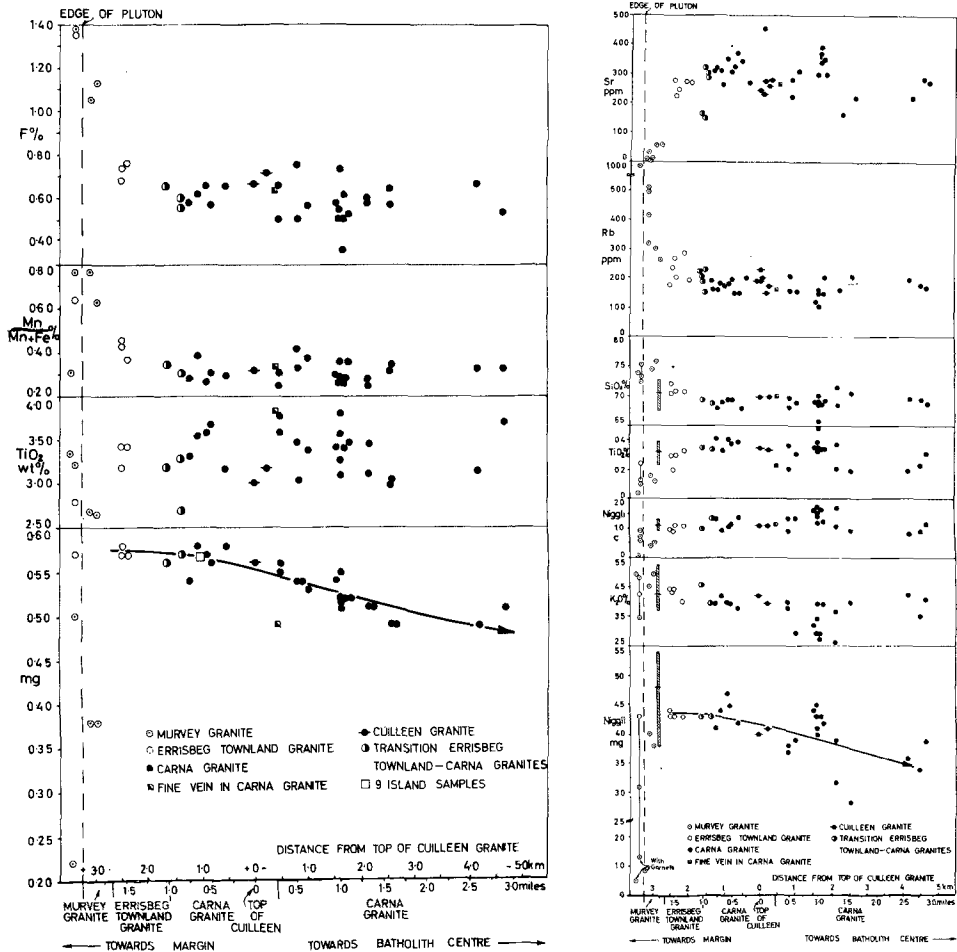 EDGE OF PLUTON
1·40
1·20
1·00
F%
0·80
0·60
0·40
0·80
0·60
Mn
Mn+Fe%
0·40
0·20
4·00
3·50
TiO2
wt%
3·00
2·50
0·60
0·55
0·50
0·45
mg
0·40
0·35
0·30
0·25
0·20
MURVEY GRANITE
ERRISBEG TOWNLAND GRANITE
CARNA GRANITE
FINE VEIN IN CARNA GRANITE
CUILLEEN GRANITE
TRANSITION ERRISBEG
TOWNLAND-CARNA GRANITES
9 ISLAND SAMPLES
DISTANCE FROM TOP OF CUILLEEN GRANITE
+ 3·0 2·0 1·0 + 0 - 1·0 2·0 2·5 3·0 4·0 - 5·0km
1·5 1·0 0·5 0 0·5 1·0 1·5 2·0 2·5 3·0 miles
MURVEY
GRANITE
ERRISBEG
TOWNLAND
GRANITE
CARNA
GRANITE
TOP
OF
CUILLEEN
CARNA
GRANITE
TOWARDS MARGIN
TOWARDS BATHOLITH CENTRE
EDGE OF PLUTON
500
400
Sr
ppm
300
200
100
0
1,000
500
400
Rb
ppm
300
200
100
0
80
75
SiO2%
70
65
0·4
TiO2%
0·2
0
20
Niggli
10
c
0
5·5
4·5
K2O%
3·5
2·5
55
50
45
Niggli
mg
40
35
30
25
20
15
10
5
0
With
Garnets
MURVEY GRANITE
ERRISBEG TOWNLAND GRANITE
CARNA GRANITE
FINE VEIN IN CARNA GRANITE
CUILLEEN GRANITE
TRANSITION ERRISBEG
TOWNLAND-CARNA GRANITES
DISTANCE FROM TOP OF CUILLEEN GRANITE
5 km
3·0 miles
MURVEY
GRANITE
ERRISBEG
TOWNLAND
GRANITE
CARNA
GRANITE
TOP
OF
CUILLEEN
CARNA
GRANITE
TOWARDS MARGIN
TOWARDS BATHOLITH CENTRE